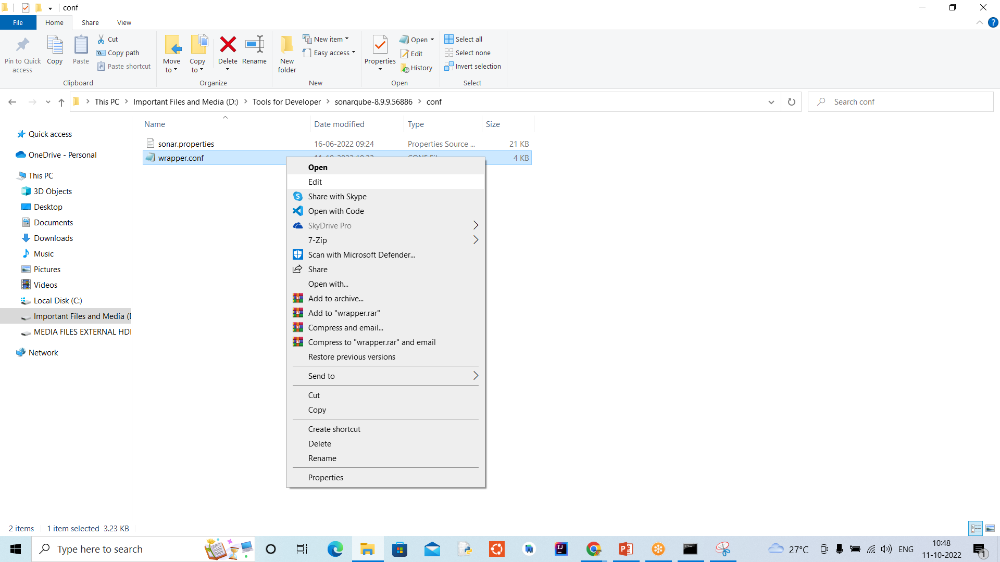 conf
File
Home
Share
View
Pin to Quick access
Copy
Paste
Cut
Copy path
Paste shortcut
Clipboard
Move to
Copy to
Delete
Rename
Organize
New folder
New item
Easy access
New
Properties
Open
Edit
History
Open
Select all
Select none
Invert selection
Select
This PC
Important Files and Media (D:)
Tools for Developer
sonarqube-8.9.9.56886
conf
Search conf
Name
Date modified
Type
Size
sonar.properties
16-06-2022 09:24
Properties Source ...
21 KB
wrapper.conf
4 KB
Quick access
OneDrive - Personal
This PC
3D Objects
Desktop
Documents
Downloads
Music
Pictures
Videos
Local Disk (C:)
Important Files and Media (
MEDIA FILES EXTERNAL
Network
Open
Edit
Share with Skype
Open with Code
SkyDrive Pro
7-Zip
Scan with Microsoft Defender...
Share
Open with...
Add to archive...
Add to "wrapper.rar"
Compress and email...
Compress to "wrapper.rar" and email
Restore previous versions
Send to
Cut
Copy
Create shortcut
Delete
Rename
Properties
2 items
1 item selected 3.23 KB
Type here to search
27°C
ENG
10:48
11-10-2022
1